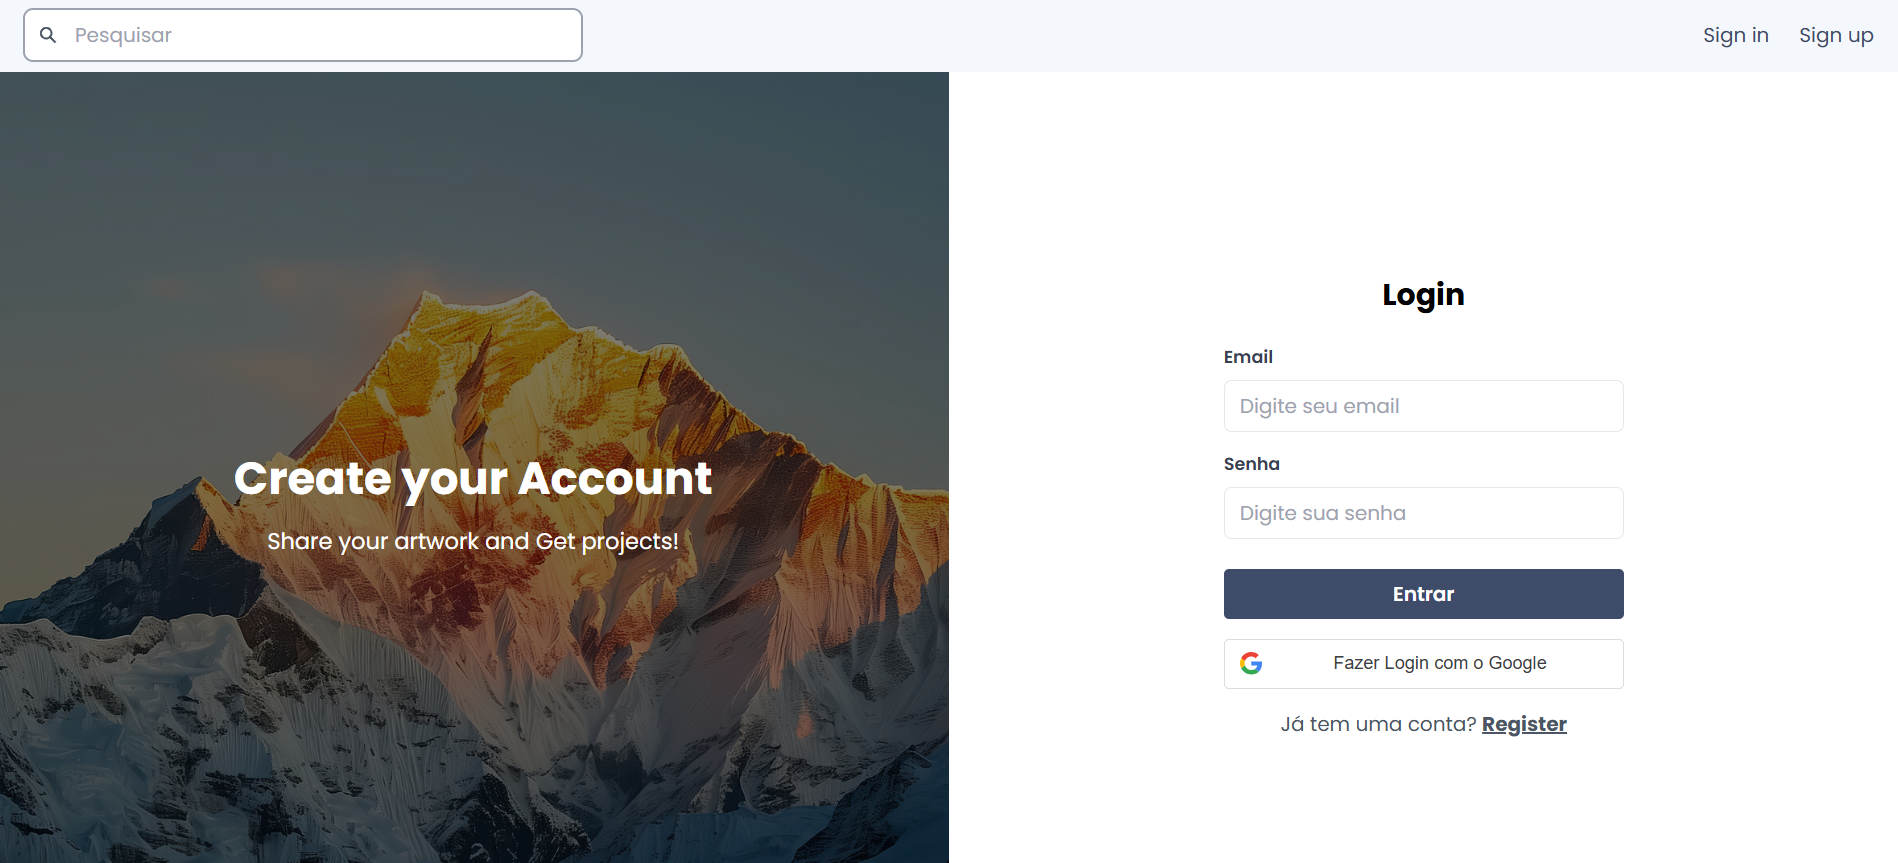 Pesquisar
Sign in
Sign up
Create your Account
Share your artwork and Get projects!
Login
Email
Digite seu email
Senha
Digite sua senha
Entrar
Fazer Login com o Google
Já tem uma conta? Register